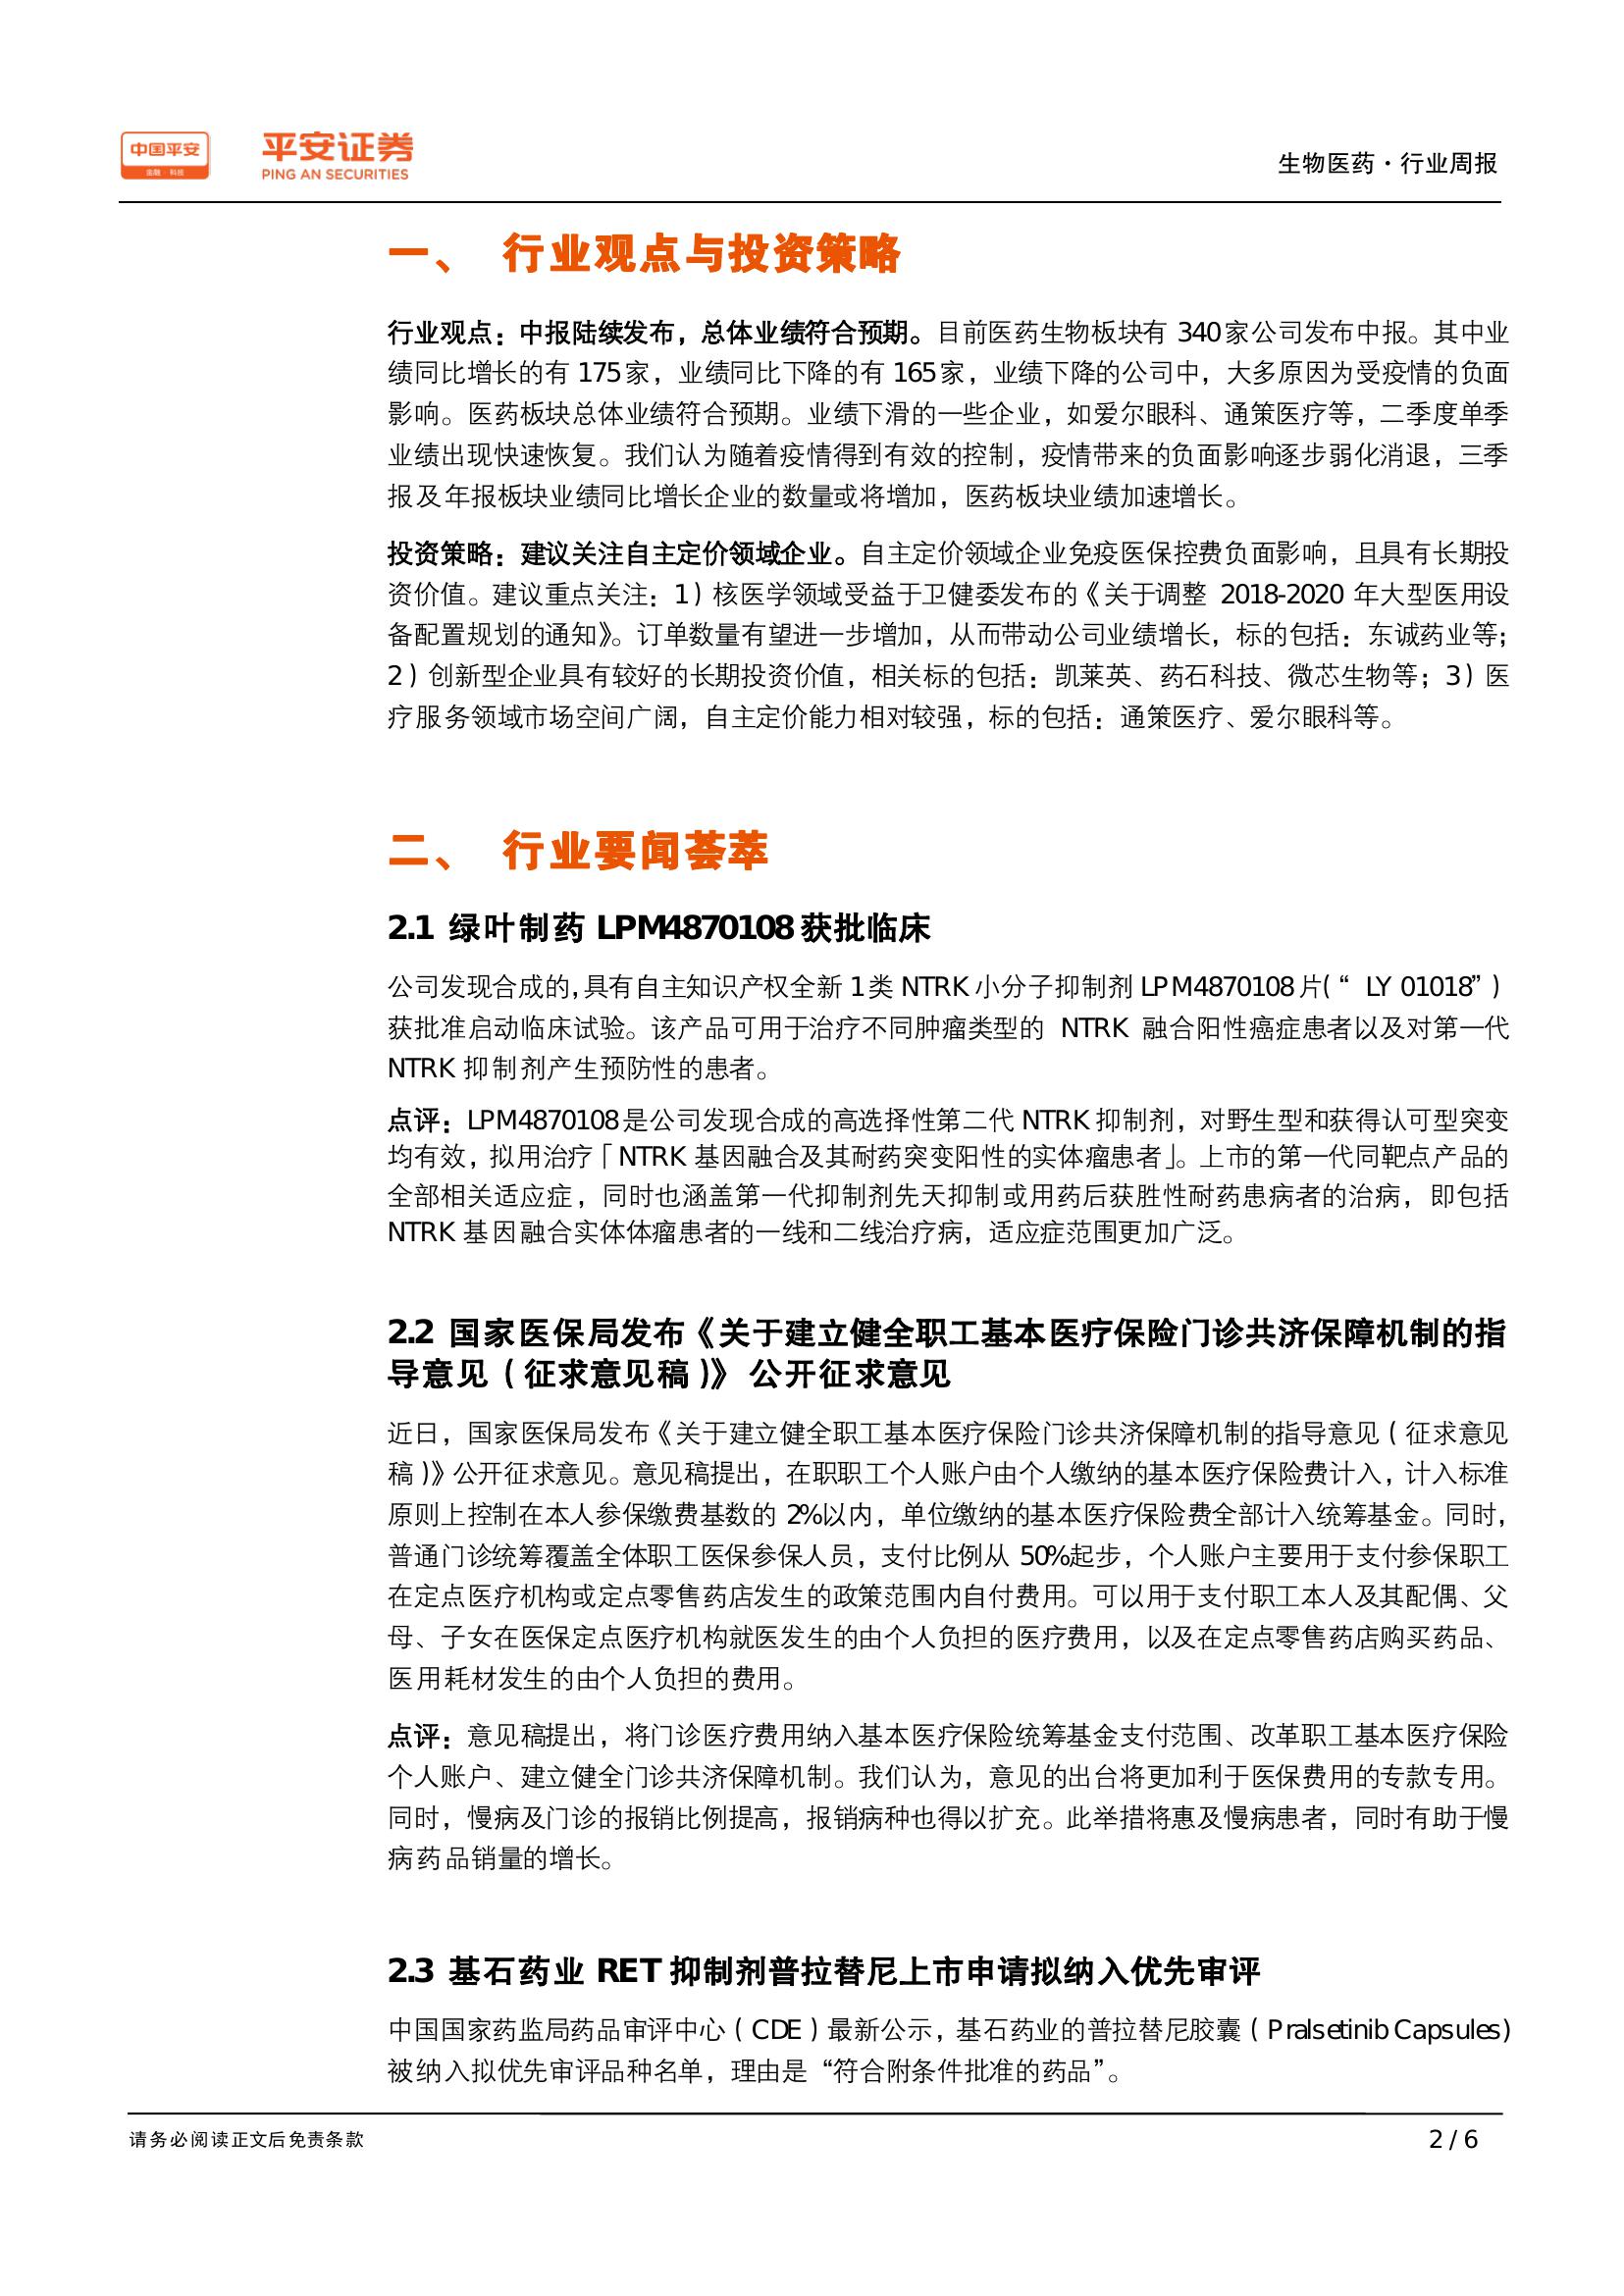 中国平安
金融·科技
平安证券
PING AN SECURITIES
生物医药·行业周报
一、 行业观点与投资策略
行业观点：中报陆续发布，总体业绩符合预期。目前医药生物板块有 340家公司发布中报。其中业
绩同比增长的有 175家，业绩同比下降的有 165家，业绩下降的公司中，大多原因为受疫情的负面
影响。医药板块总体业绩符合预期。业绩下滑的一些企业，如爱尔眼科、通策医疗等，二季度单季
业绩出现快速恢复。我们认为随着疫情得到有效的控制，疫情带来的负面影响逐步弱化消退，三季
报及年报板块业绩同比增长企业的数量或将增加，医药板块业绩加速增长。
投资策略：建议关注自主定价领域企业。自主定价领域企业免疫医保控费负面影响，且具有长期投
资价值。建议重点关注：1）核医学领域受益于卫健委发布的《关于调整 2018-2020 年大型医用设
备配置规划的通知》。订单数量有望进一步增加，从而带动公司业绩增长，标的包括：东诚药业等；
2）创新型企业具有较好的长期投资价值，相关标的包括：凯莱英、药石科技、微芯生物等；3）医
疗服务领域市场空间广阔，自主定价能力相对较强，标的包括：通策医疗、爱尔眼科等。
二、 行业要闻荟萃
2.1 绿叶制药 LPM4870108 获批临床
公司发现合成的，具有自主知识产权全新 1类 NTRK 小分子抑制剂 LPM4870108 片(“ LY 01018”)
获批准启动临床试验。该产品可用于治疗不同肿瘤类型的 NTRK 融合阳性癌症患者以及对第一代
NTRK 抑制剂产生预防性的患者。
点评：LPM4870108是公司发现合成的高选择性第二代 NTRK 抑制剂，对野生型和获得认可型突变
均有效，拟用治疗「NTRK 基因融合及其耐药突变阳性的实体瘤患者」。上市的第一代同靶点产品的
全部相关适应症，同时也涵盖第一代抑制剂先天抑制或用药后获胜性耐药患病者的治病，即包括
NTRK 基因融合实体体瘤患者的一线和二线治疗病，适应症范围更加广泛。
2.2 国家医保局发布《关于建立健全职工基本医疗保险门诊共济保障机制的指
导意见（征求意见稿）》 公开征求意见
近日，国家医保局发布《关于建立健全职工基本医疗保险门诊共济保障机制的指导意见（征求意见
稿）》公开征求意见。意见稿提出，在职职工个人账户由个人缴纳的基本医疗保险费计入，计入标准
原则上控制在本人参保缴费基数的 2%以内，单位缴纳的基本医疗保险费全部计入统筹基金。同时，
普通门诊统筹覆盖全体职工医保参保人员，支付比例从 50%起步，个人账户主要用于支付参保职工
在定点医疗机构或定点零售药店发生的政策范围内自付费用。可以用于支付职工本人及其配偶、父
母、子女在医保定点医疗机构就医发生的由个人负担的医疗费用，以及在定点零售药店购买药品、
医用耗材发生的由个人负担的费用。
点评：意见稿提出，将门诊医疗费用纳入基本医疗保险统筹基金支付范围、改革职工基本医疗保险
个人账户、建立健全门诊共济保障机制。我们认为，意见的出台将更加利于医保费用的专款专用。
同时，慢病及门诊的报销比例提高，报销病种也得以扩充。此举措将惠及慢病患者，同时有助于慢
病药品销量的增长。
2.3 基石药业 RET 抑制剂普拉替尼上市申请拟纳入优先审评
中国国家药监局药品审评中心（CDE）最新公示，基石药业的普拉替尼胶囊（Pralsetinib Capsules)
被纳入拟优先审评品种名单，理由是“符合附条件批准的药品”。
请务必阅读正文后免责条款
2 / 6